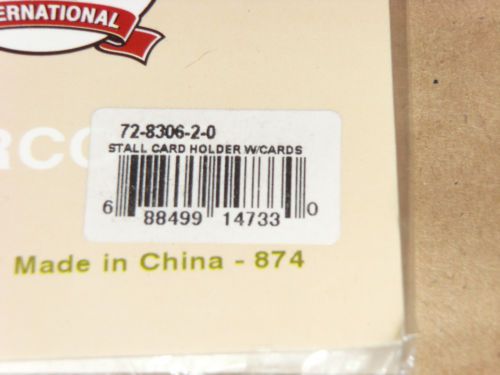 ERNATIONAL
RCO
72-8306-2-0
STALL CARD HOLDER W/CARDS
6 88499 14733 0
Made in China - 874